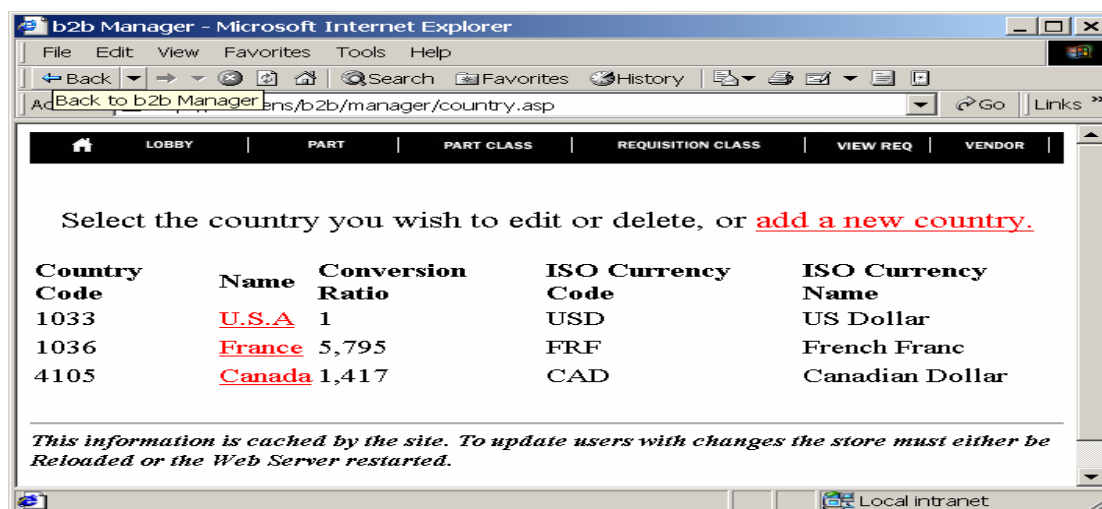 b2b Manager - Microsoft Internet Explorer
File Edit View Favorites Tools Help
Back Search Favorites History
Back to b2b Manager
ens/b2b/manager/country.asp Go Links »
LOBBY | PART | PART CLASS | REQUISITION CLASS | VIEW REQ | VENDOR |
Select the country you wish to edit or delete, or add a new country.
Country Code Name Conversion Ratio ISO Currency Code ISO Currency Name
1033 U.S.A 1 USD US Dollar
1036 France 5,795 FRF French Franc
4105 Canada 1,417 CAD Canadian Dollar
This information is cached by the site. To update users with changes the store must either be
Reloaded or the Web Server restarted.
Local intranet